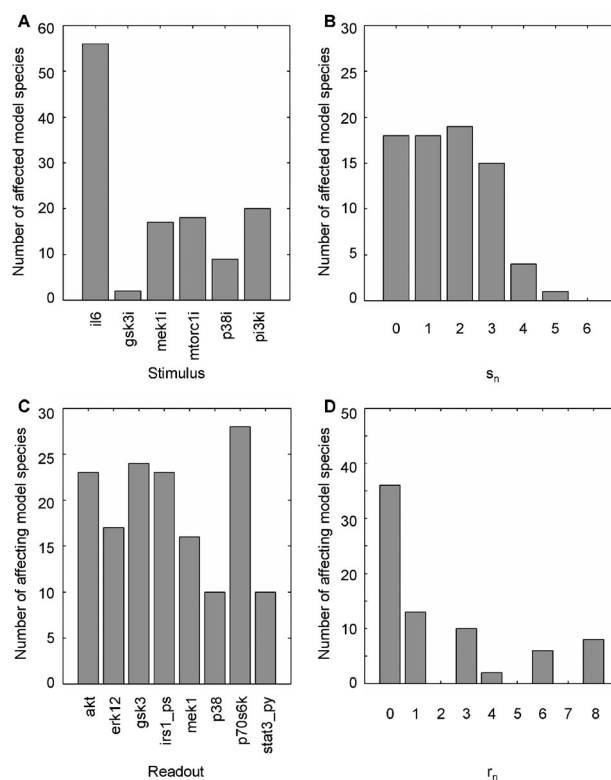 A
Number of affected model species
60
50
40
30
20
10
0
il6
gsk3i
mek1i
mtorc1i
p38i
pi3ki
Stimulus
B
Number of affected model species
30
25
20
15
10
5
0
0 1 2 3 4 5 6
sn
C
Number of affecting model species
30
25
20
15
10
5
0
akt
erk12
gsk3
irs1_ps
mek1
p38
p70s6k
stat3_py
Readout
D
Number of affecting model species
50
40
30
20
10
0
0 1 2 3 4 5 6 7 8
rn